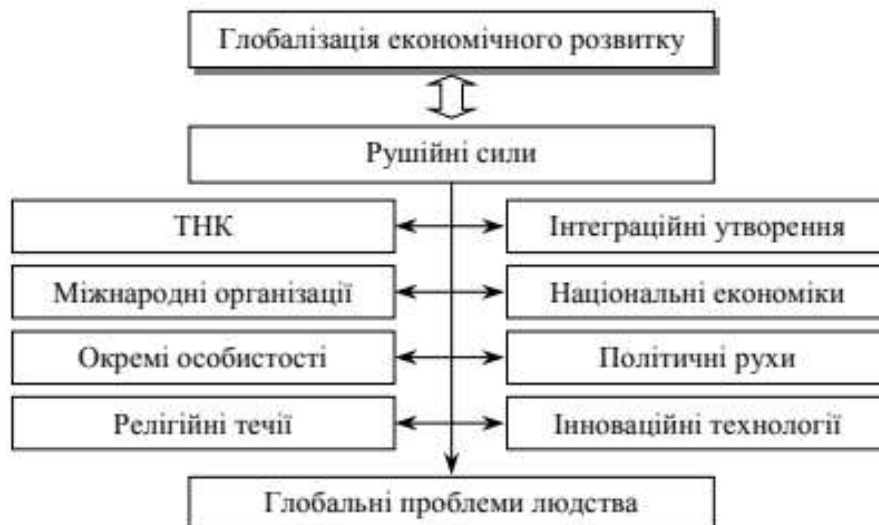 Глобалізація економічного розвитку
Рушійні сили
ТНК
Інтеграційні утворення
Міжнародні організації
Національні економіки
Окремі особистості
Політичні рухи
Релігійні течії
Інноваційні технології
Глобальні проблеми людства